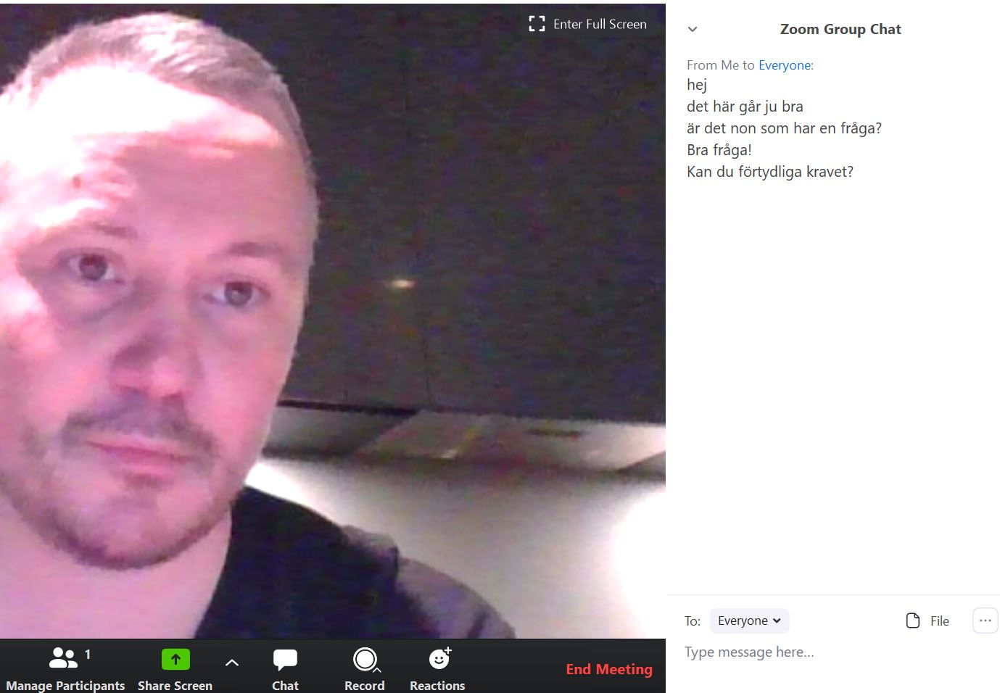 Enter Full Screen
Zoom Group Chat
From Me to Everyone:
hej
det här går ju bra
är det non som har en fråga?
Bra fråga!
Kan du förtydliga kravet?
To: Everyone File
Type message here...
1
Manage Participants Share Screen Chat Record Reactions End Meeting